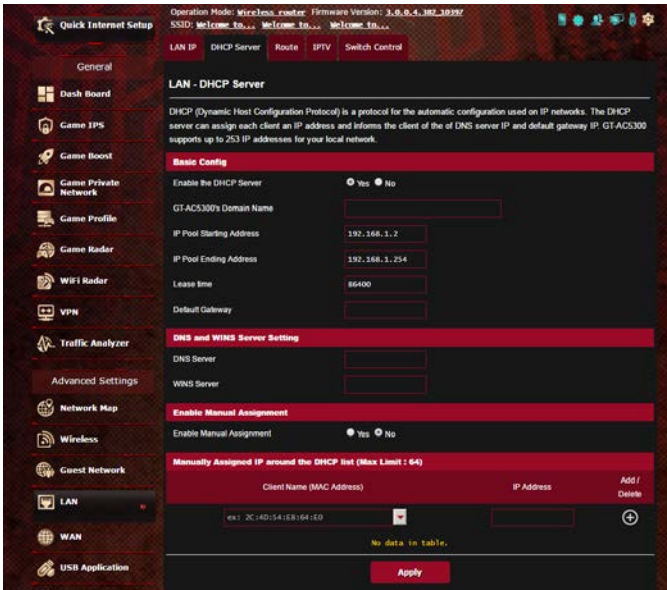 Quick Internet Setup
Operation Mode: Wireless router Firmware Version: 3.0.0.4.382_10397
SSID: Welcome to... Welcome to... Welcome to...
LAN IP DHCP Server Route IPTV Switch Control
General
Dash Board
Game IPS
Game Boost
Game Private
Network
Game Profile
Game Radar
WiFi Radar
VPN
Traffic Analyzer
Advanced Settings
Network Map
Wireless
Guest Network
LAN
WAN
USB Application
LAN - DHCP Server
DHCP (Dynamic Host Configuration Protocol) is a protocol for the automatic configuration used on IP networks. The DHCP
server can assign each client an IP address and informs the client of the of DNS server IP and default gateway IP. GT-AC5300
supports up to 253 IP addresses for your local network.
Basic Config
Enable the DHCP Server Yes No
GT-AC5300's Domain Name
IP Pool Starting Address 192.168.1.2
IP Pool Ending Address 192.168.1.254
Lease time 86400
Default Gateway
DNS and WINS Server Setting
DNS Server
WINS Server
Enable Manual Assignment
Enable Manual Assignment Yes No
Manually Assigned IP around the DHCP list (Max Limit : 64)
Client Name (MAC Address) IP Address Add /
Delete
ex: 2C:4D:54:E8:64:E0
No data in table.
Apply